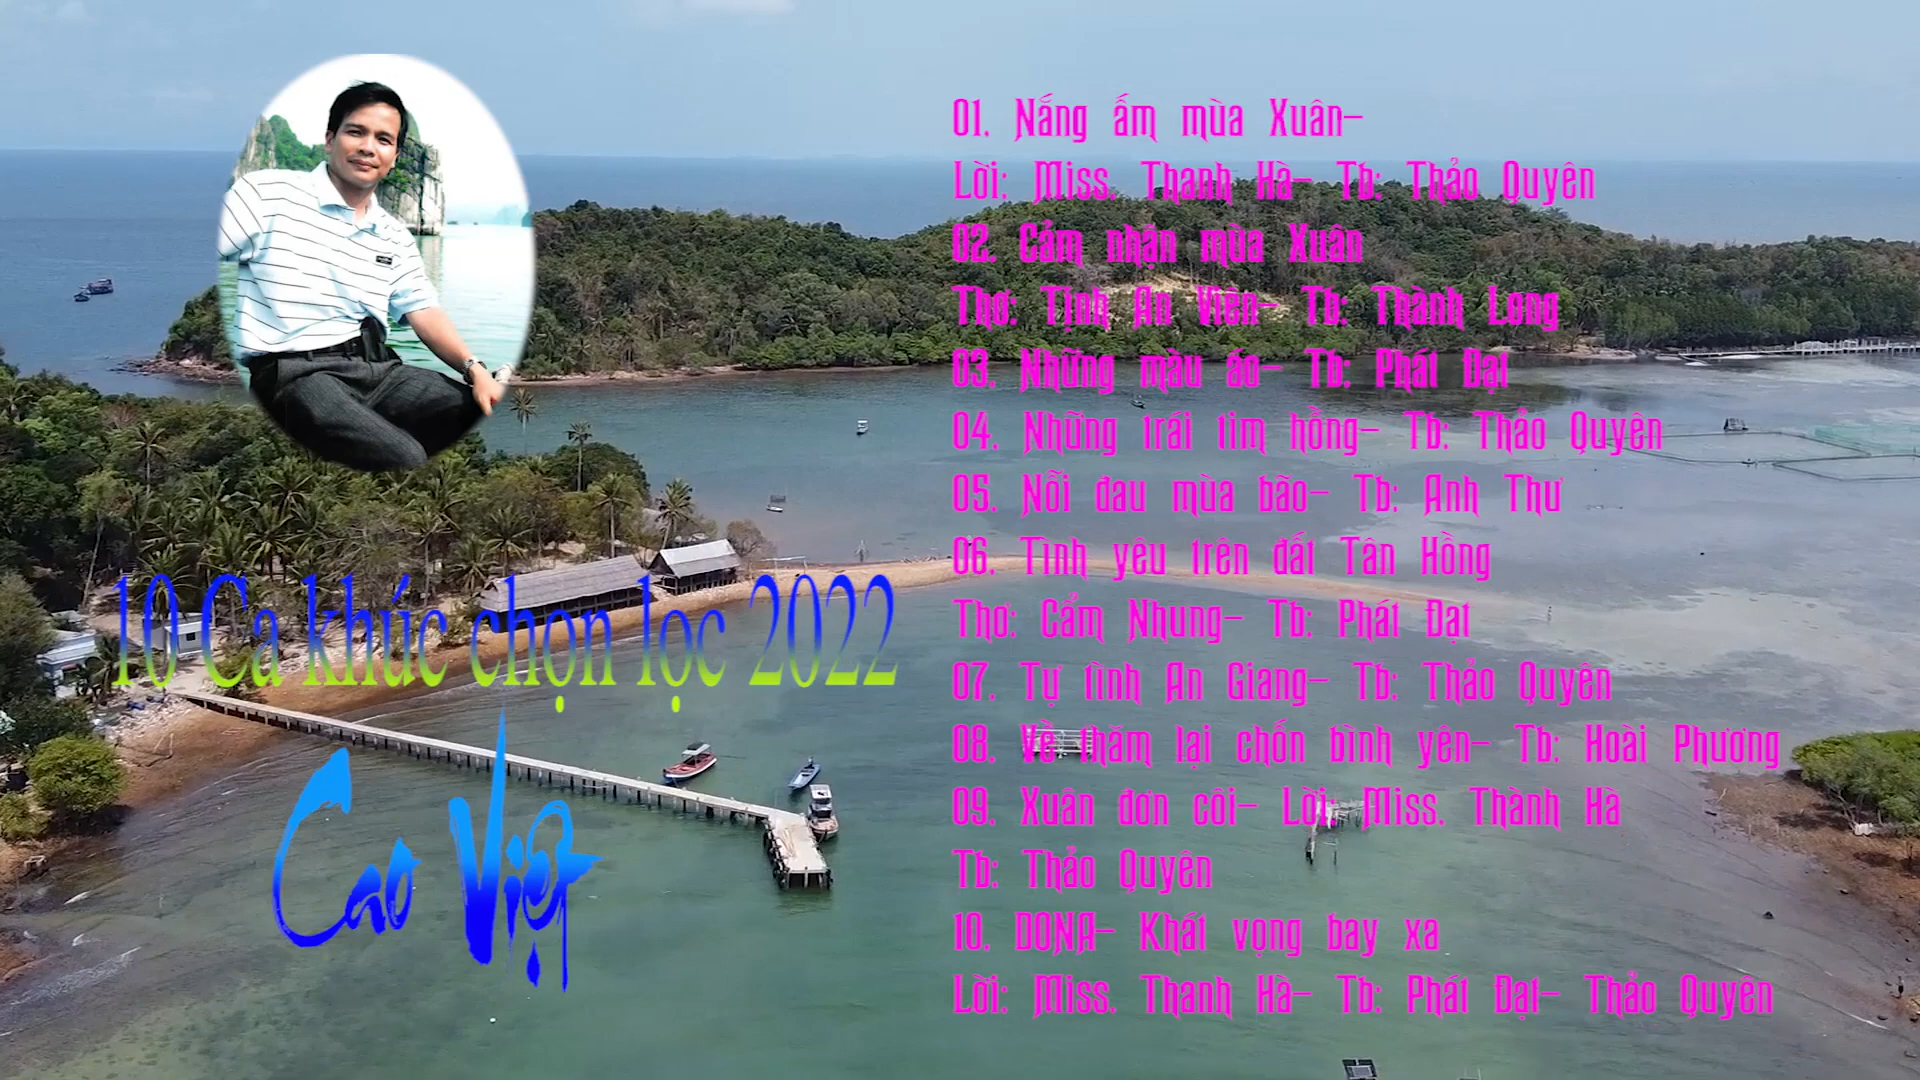 10 Ca khúc chọn lọc 2022
Cao Việt
01. Nắng ấm mùa Xuân-
Lời: Miss. Thanh Hà- Tb: Thảo Quyên
02. Cảm nhận mùa Xuân
Thơ: Tịnh An Viên- Tb: Thành Long
03. Những màu áo- Tb: Phát Đạt
04. Những trái tim hồng- Tb: Thảo Quyên
05. Nỗi đau mùa bão- Tb: Anh Thư
06. Tình yêu trên đất Tân Hồng
Thơ: Cẩm Nhung- Tb: Phát Đạt
07. Tự tình An Giang- Tb: Thảo Quyên
08. Về thăm lại chốn bình yên- Tb: Hoài Phương
09. Xuân đơn côi- Lời: Miss. Thành Hà
Tb: Thảo Quyên
10. DONA- Khát vọng bay xa
Lời: Miss. Thanh Hà- Tb: Phát Đạt- Thảo Quyên